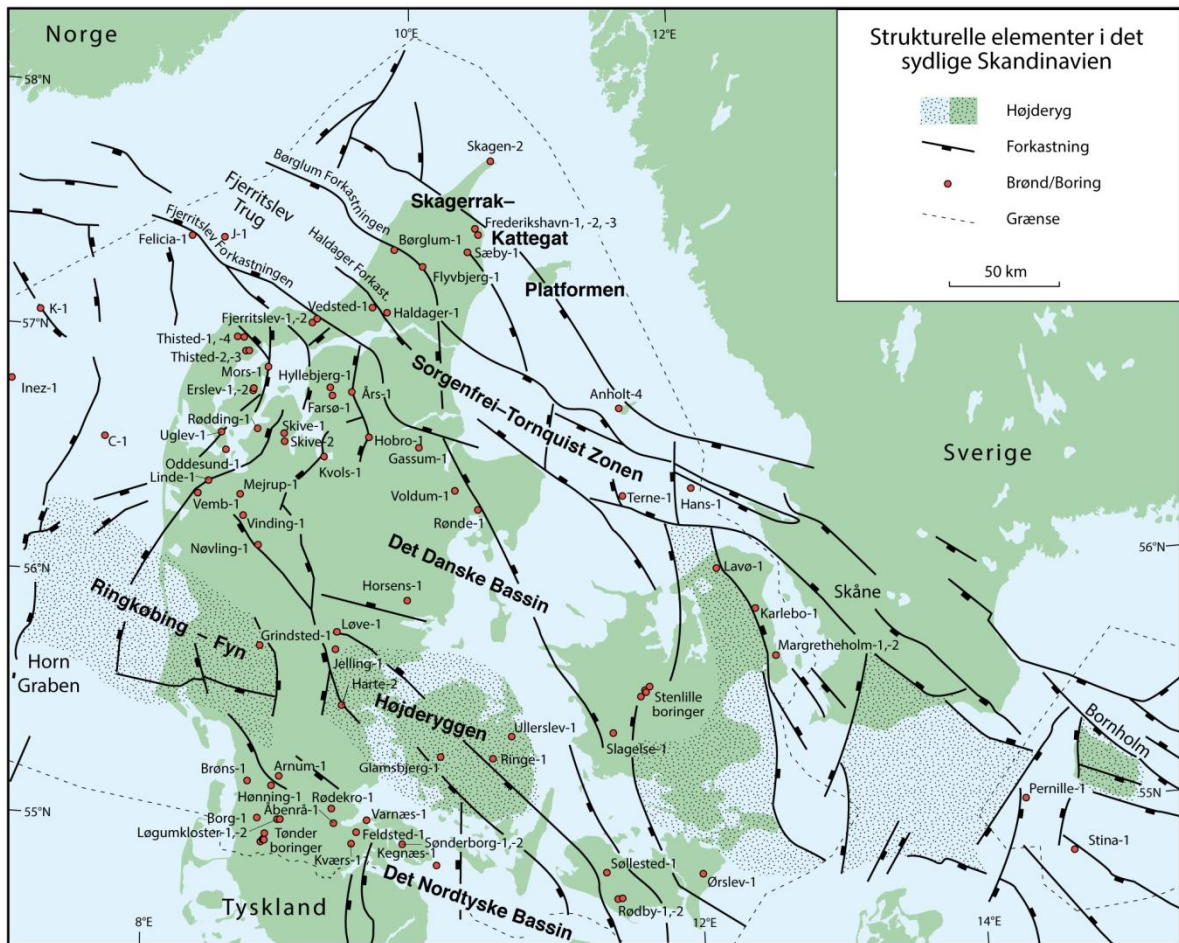 Norge
10°E
12°E
Strukturelle elementer i det
sydlige Skandinavien
Højderyg
Forkastning
Brønd/Boring
Grænse
50 km
58°N
Skagen-2
Børglum Forkastningen
Fjerritslev
Trug
Skagerrak–
Kattegat
Platformen
Frederikshavn-1, -2, -3
Fjerritslev Forkastningen
Felicia-1
J-1
Børglum-1
Sæby-1
Haldager Forkast.
Flyvbjerg-1
K-1
57°N
Vedsted-1
Fjerritslev-1,-2
Haldager-1
Thisted-1, -4
Thisted-2,-3
Mors-1
Inez-1
Hyllebjerg-1
Erslev-1,-2
Års-1
Farsø-1
Sorgenfrei–Tornquist Zonen
Anholt-4
Rødding-1
Skive-1
Uglev-1
Skive-2
C-1
Hobro-1
Gassum-1
Sverige
Oddesund-1
Kvols-1
Linde-1
Mejrup-1
Vemb-1
Voldum-1
Terne-1
Hans-1
Vinding-1
Rønde-1
Nøvling-1
Det Danske Bassin
56°N
56°N
Lavø-1
Horsens-1
Skåne
Ringkøbing – Fyn
Karlebo-1
Løve-1
Grindsted-1
Margretheholm-1,-2
Horn
Graben
Jelling-1
Harte-2
Højderyggen
Stenlille
boringer
Ullerslev-1
Slagelse-1
Bornholm
Glamsbjerg-1
Ringe-1
Arnum-1
Brøns-1
Hønning-1
Rødekro-1
55°N
55N
Pernille-1
Åbenrå-1
Varnæs-1
Borg-1
Løgumkloster-1,-2
Tønder
boringer
Feldsted-1
Sønderborg-1,-2
Kværs-1
Kegnæs-1
Stina-1
Søllested-1
Ørslev-1
Det Nordtyske Bassin
Rødby-1,-2
Tyskland
8°E
12°E
14°E